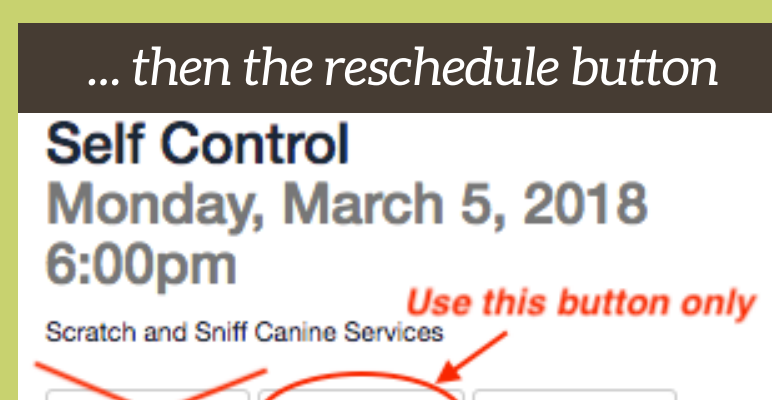 ... then the reschedule button
Self Control
Monday, March 5, 2018
6:00pm
Use this button only
Scratch and Sniff Canine Services